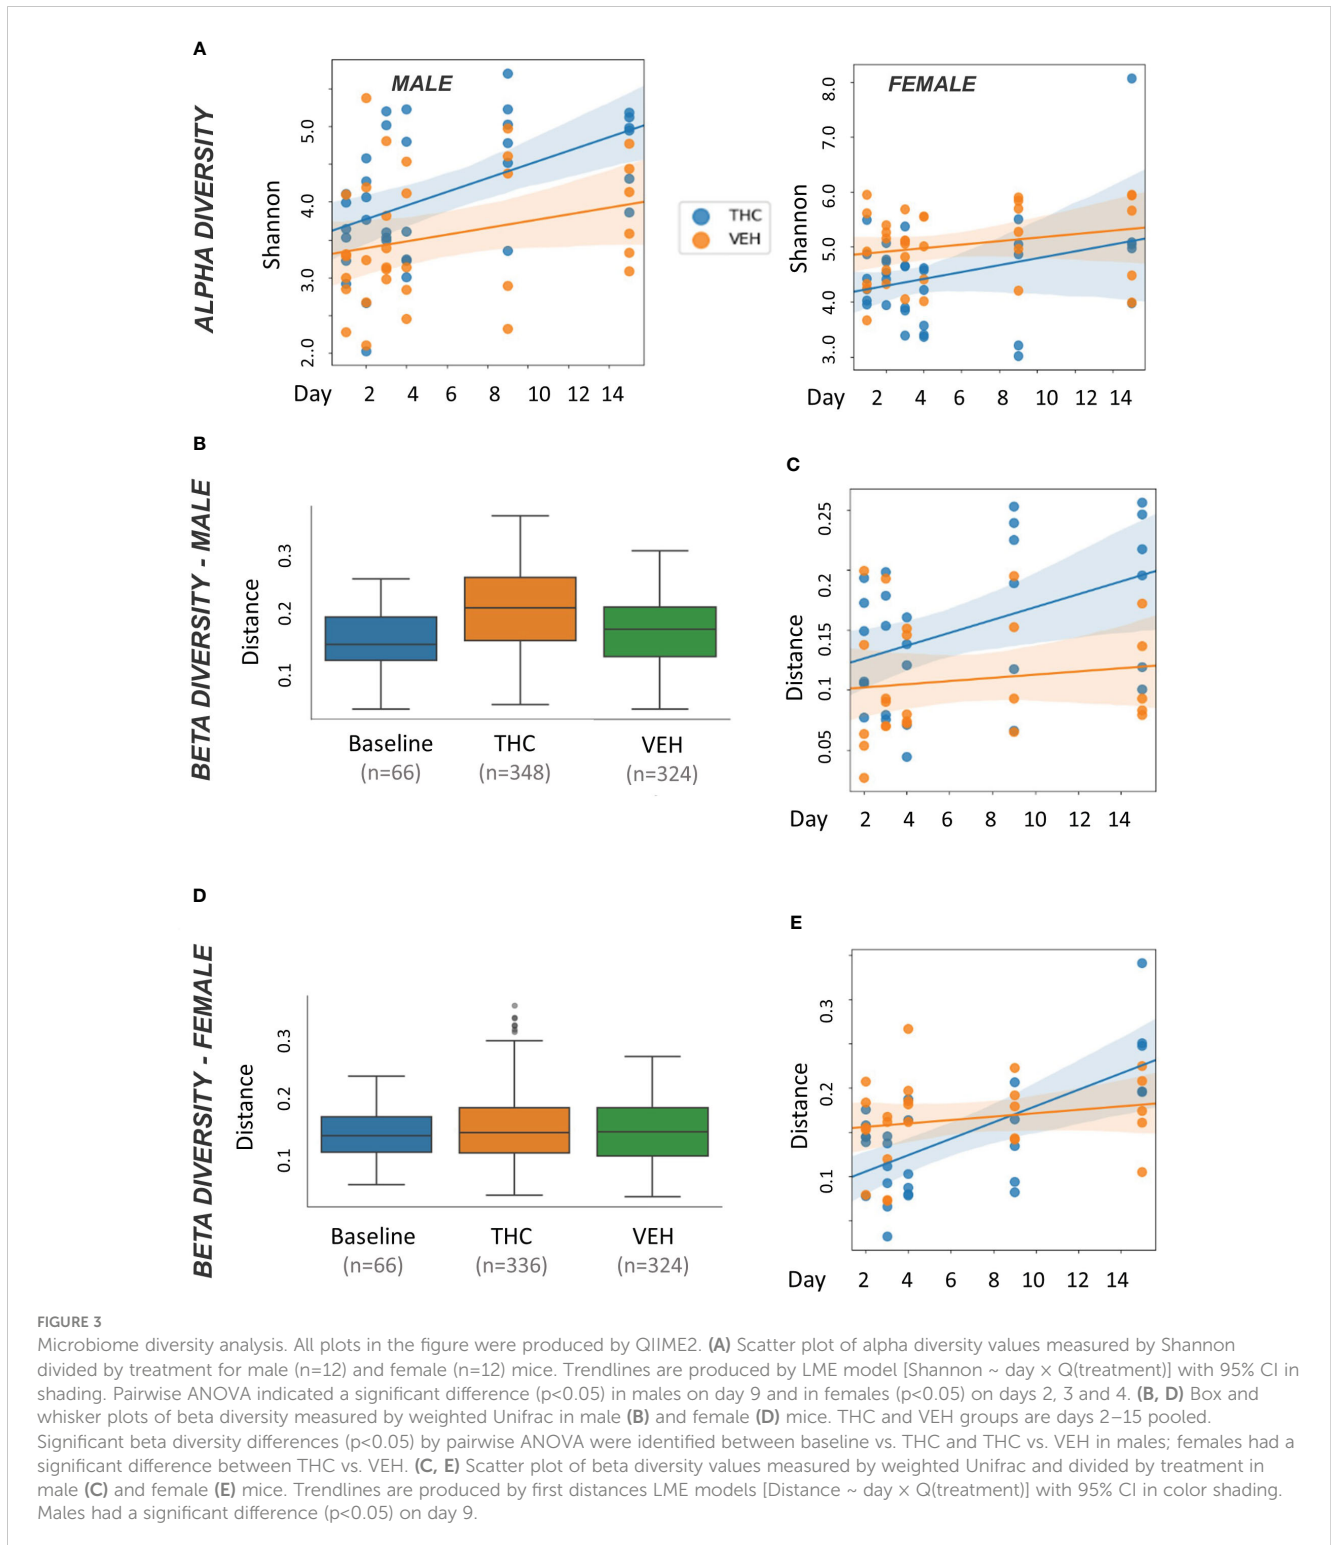 A
ALPHA DIVERSITY
MALE
Shannon
5.0
4.0
3.0
2..0
Day 2 4 6 8 10 12 14
THC
VEH
FEMALE
Shannon
8.0
7.0
6.0
5.0
4.0
3..0
Day 2 4 6 8 10 12 14
B
BETA DIVERSITY - MALE
Distance
0.3
0.2
0.1
Baseline THC VEH
(n=66) (n=348) (n=324)
C
Distance
0.25
0.2
0.15
0.1
0.05
Day 2 4 6 8 10 12 14
D
BETA DIVERSITY - FEMALE
Distance
0.3
0.2
0.1
Baseline THC VEH
(n=66) (n=336) (n=324)
E
Distance
0.3
0.2
0.1
Day 2 4 6 8 10 12 14
FIGURE 3
Microbiome diversity analysis. All plots in the figure were produced by QIIME2. (A) Scatter plot of alpha diversity values measured by Shannon
divided by treatment for male (n=12) and female (n=12) mice. Trendlines are produced by LME model [Shannon ~ day × Q(treatment)] with 95% CI in
shading. Pairwise ANOVA indicated a significant difference (p<0.05) in males on day 9 and in females (p<0.05) on days 2, 3 and 4. (B, D) Box and
whisker plots of beta diversity measured by weighted Unifrac in male (B) and female (D) mice. THC and VEH groups are days 2–15 pooled.
Significant beta diversity differences (p<0.05) by pairwise ANOVA were identified between baseline vs. THC and THC vs. VEH in males; females had a
significant difference between THC vs. VEH. (C, E) Scatter plot of beta diversity values measured by weighted Unifrac and divided by treatment in
male (C) and female (E) mice. Trendlines are produced by first distances LME models [Distance ~ day × Q(treatment)] with 95% CI in color shading.
Males had a significant difference (p<0.05) on day 9.